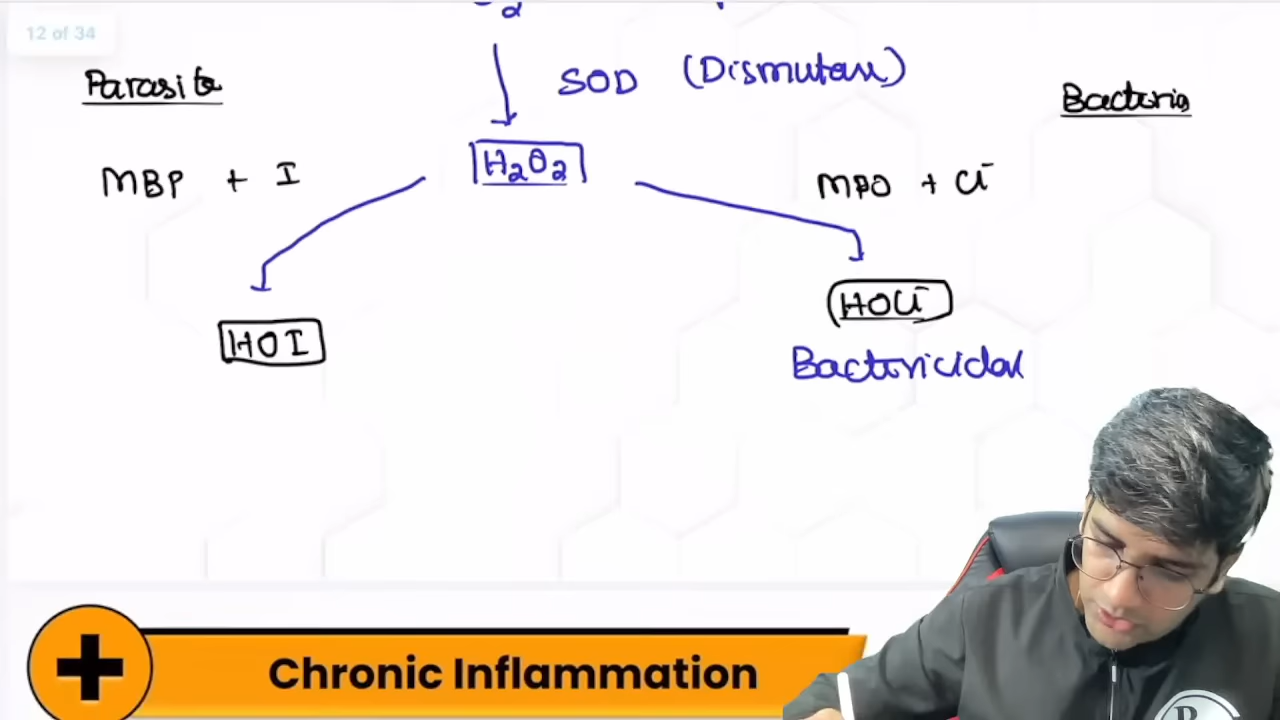 12 of 34
SOD (Dismutase)
Parasite
Bacteria
H₂O₂
MBP + I
MPO + Cl⁻
HOCl⁻
HOI
Bactericidal
Chronic Inflammation